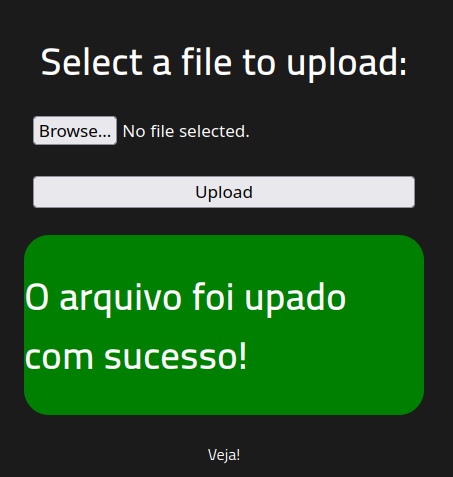 Select a file to upload:
Browse... No file selected.
Upload
O arquivo foi upado
com sucesso!
Veja!